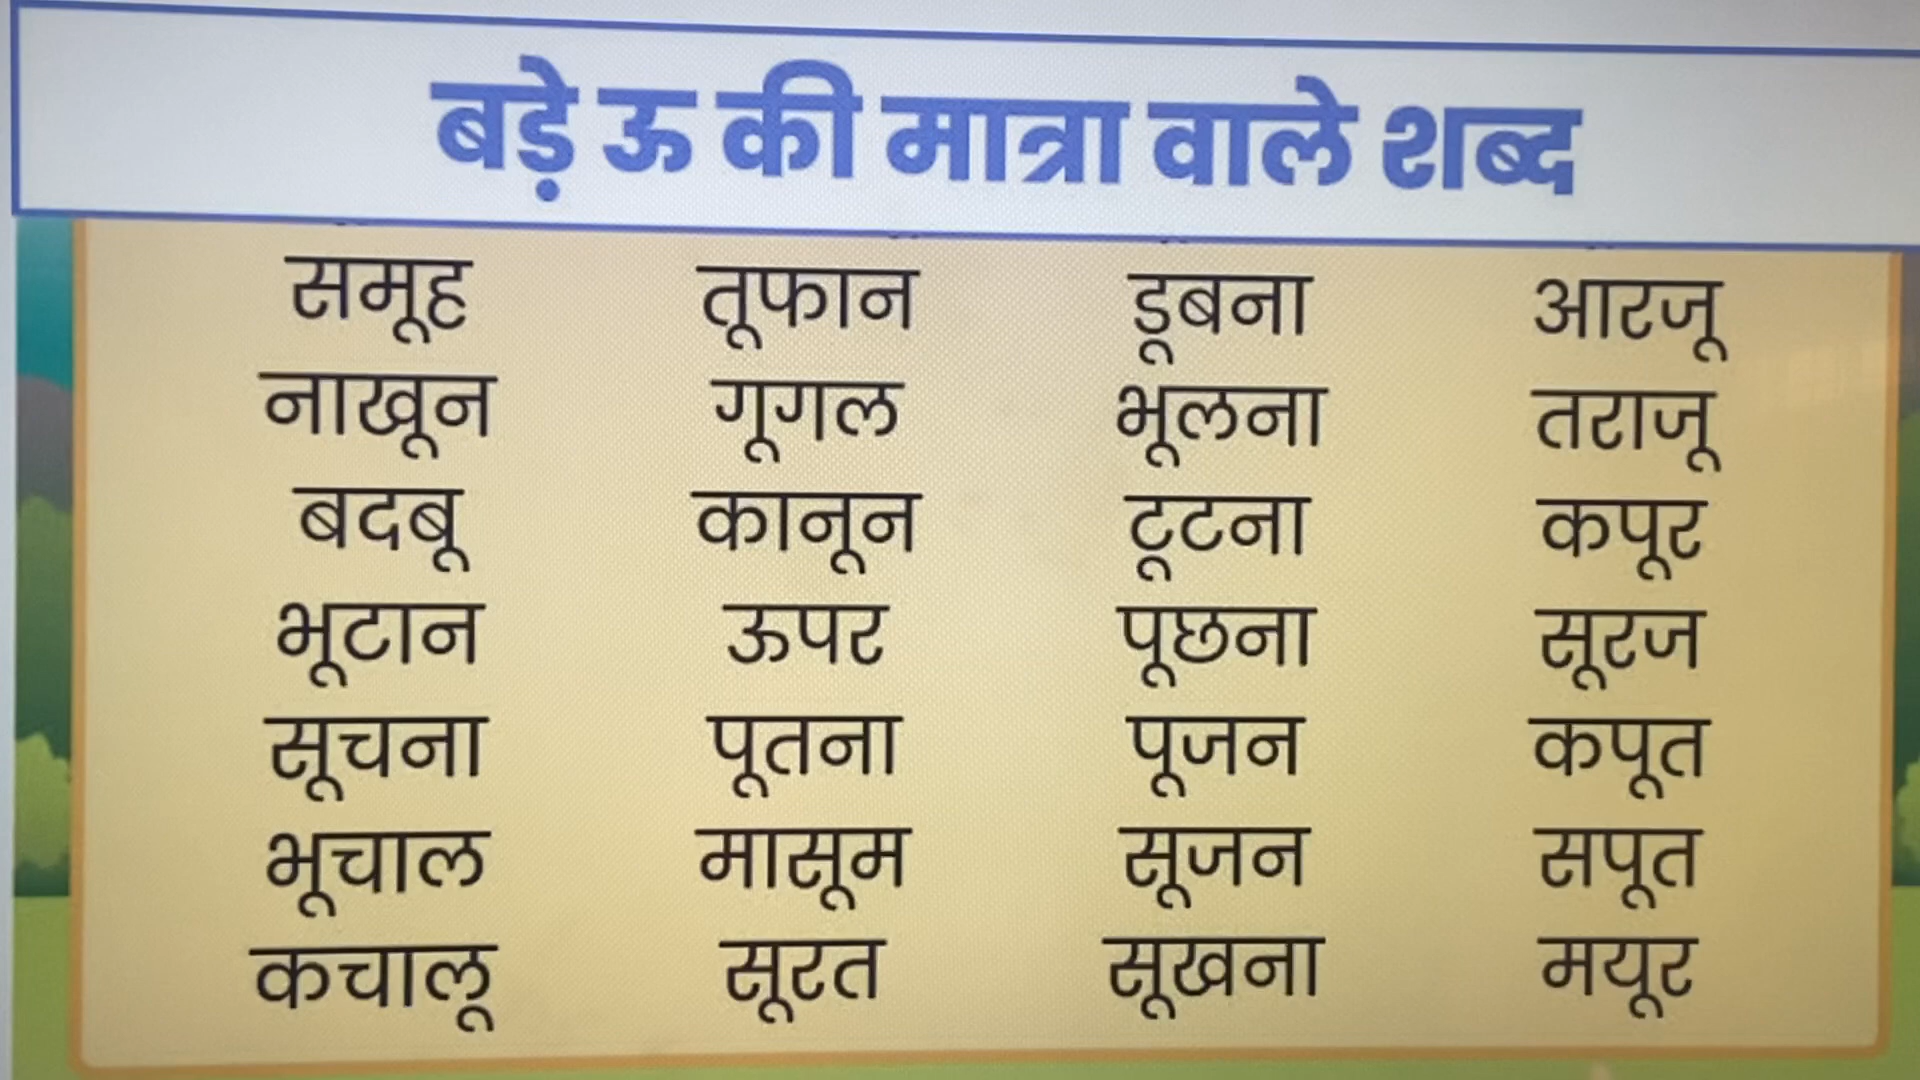 बड़े ऊ की मात्रा वाले शब्द
समूह तूफान डूबना आरजू
नाखून गूगल भूलना तराजू
बदबू कानून टूटना कपूर
भूटान ऊपर पूछना सूरज
सूचना पूतना पूजन कपूत
भूचाल मासूम सूजन सपूत
कचालू सूरत सूखना मयूर